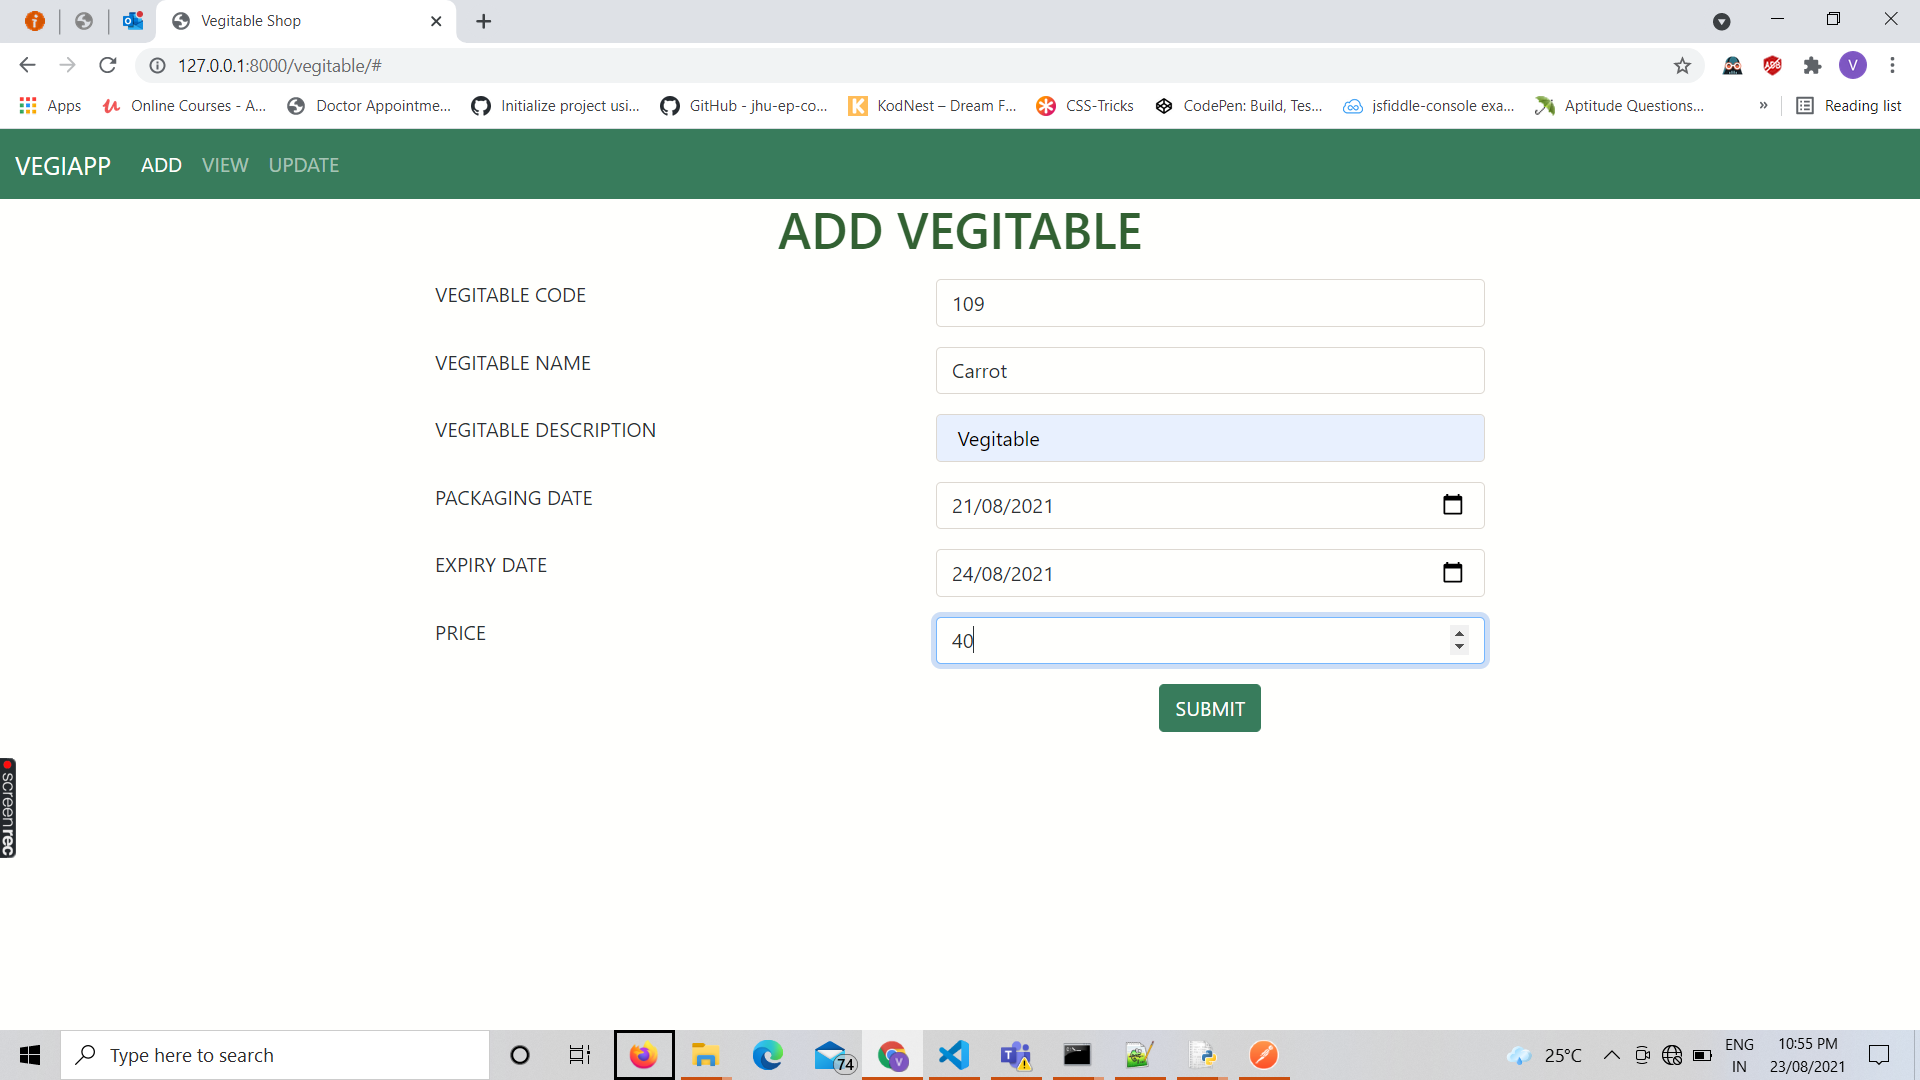 Vegitable Shop
127.0.0.1:8000/vegitable/#
V
Apps Online Courses - A... Doctor Appointme... Initialize project usi... GitHub - jhu-ep-co... KodNest – Dream F... CSS-Tricks CodePen: Build, Tes... jsfiddle-console exa... Aptitude Questions... » Reading list
VEGIAPP ADD VIEW UPDATE
ADD VEGITABLE
VEGITABLE CODE 109
VEGITABLE NAME Carrot
VEGITABLE DESCRIPTION Vegitable
PACKAGING DATE 21/08/2021
EXPIRY DATE 24/08/2021
PRICE 40
SUBMIT
screenrec
Type here to search 74 25°C ENG 10:55 PM
IN 23/08/2021